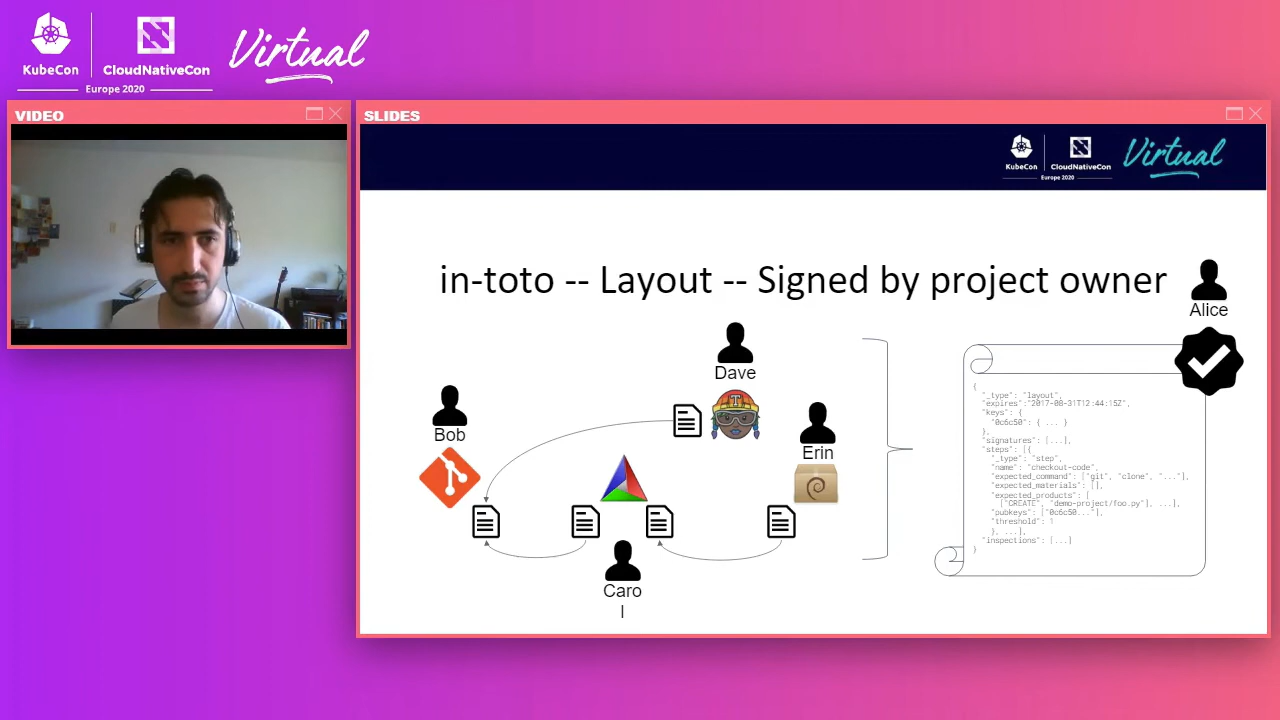 KubeCon
CloudNativeCon
Europe 2020
Virtual
VIDEO
SLIDES
KubeCon
CloudNativeCon
Europe 2020
Virtual
in-toto -- Layout -- Signed by project owner
Alice
Dave
Bob
Erin
Caro
l
{
"_type": "layout",
"expires":"2017-08-31T12:44:15Z",
"keys": {
"0c6c50": { ... }
},
"signatures": [...],
"steps": [{
"_type": "step",
"name": "checkout-code",
"expected_command": ["git", "clone", "..."],
"expected_materials": [],
"expected_products": [
["CREATE", "demo-project/foo.py"], ...],
"pubkeys": ["0c6c50..."],
"threshold": 1
}, ...],
"inspections": [...]
}